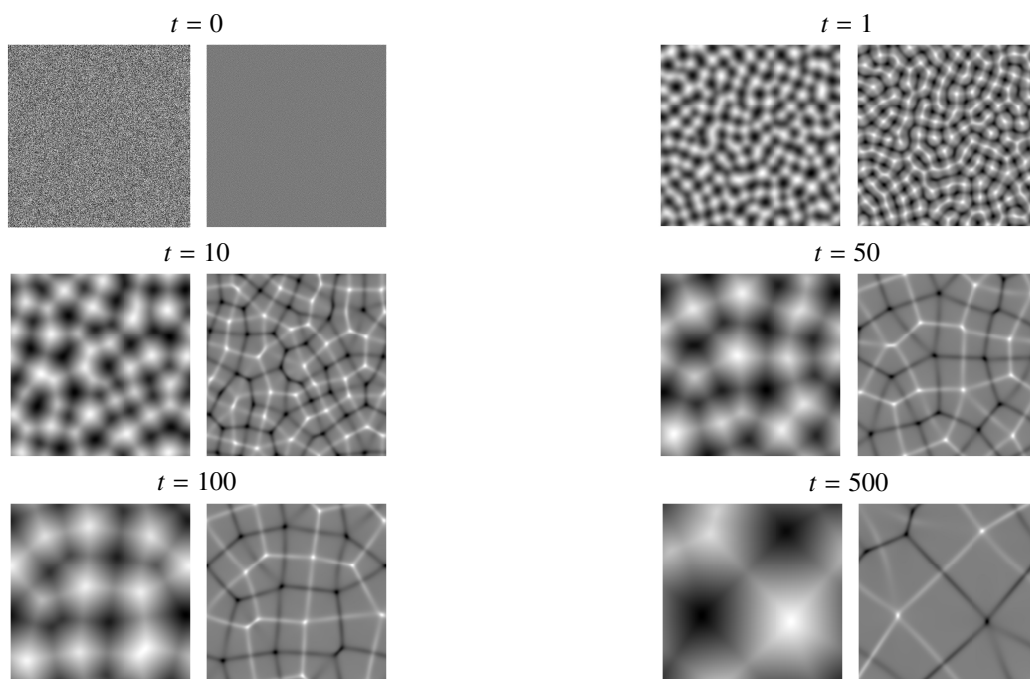 t = 0
t = 1
t = 10
t = 50
t = 100
t = 500